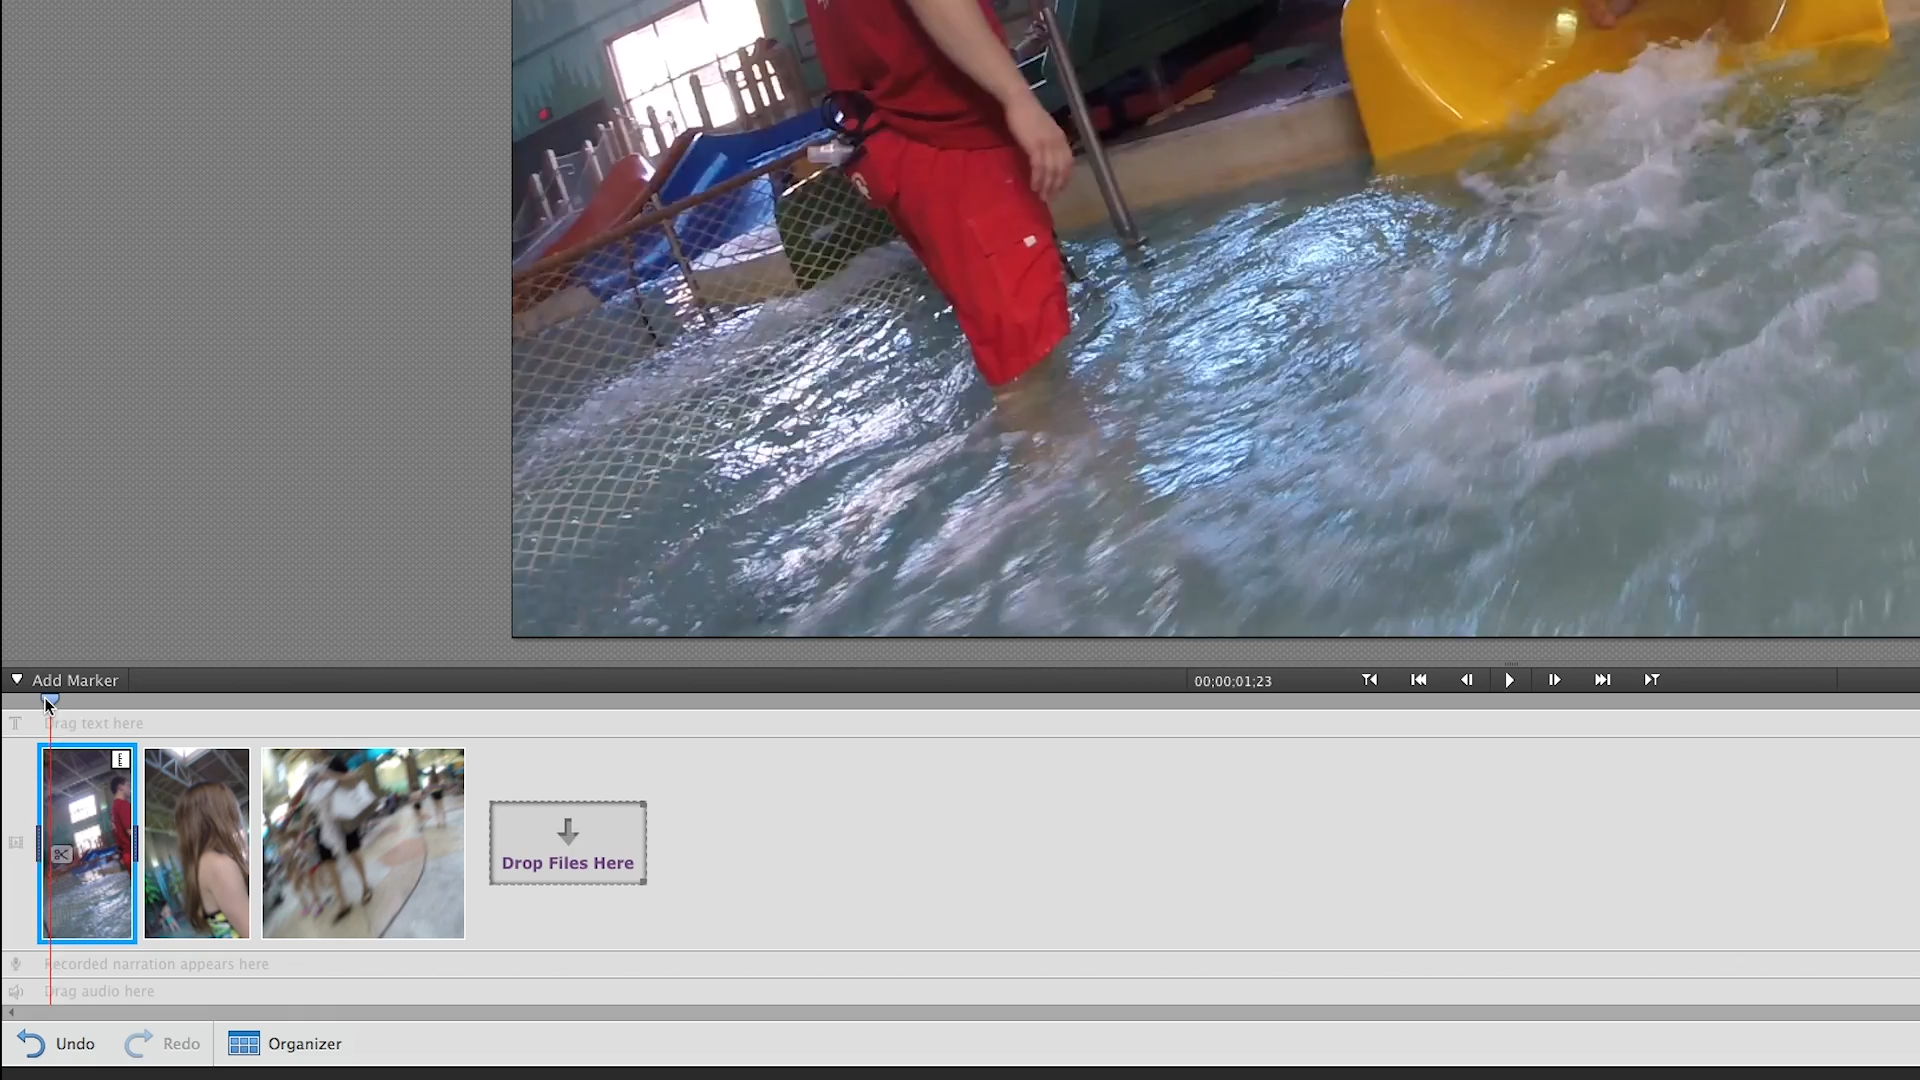 Add Marker
00;00;01;23
T
Drag text here
Drop Files Here
Recorded narration appears here
Drag audio here
Undo
Redo
Organizer